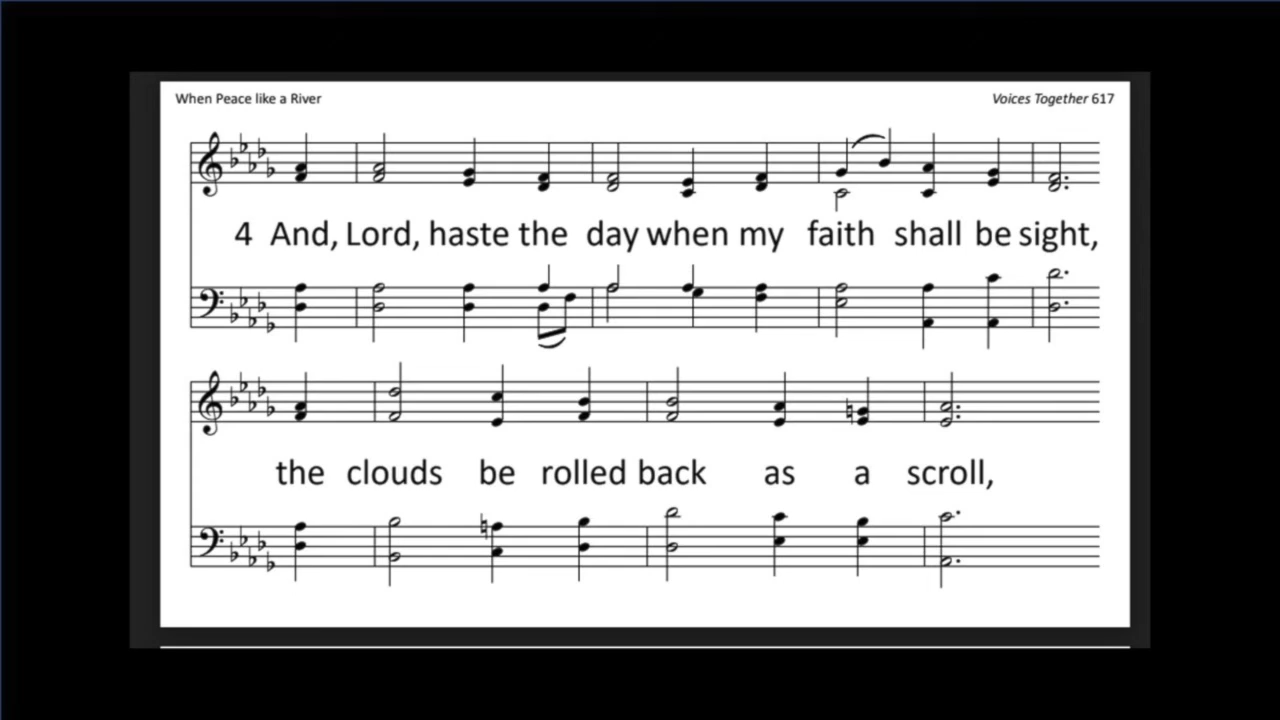 When Peace like a River
Voices Together 617
4 And, Lord, haste the day when my faith shall be sight,
the clouds be rolled back as a scroll,